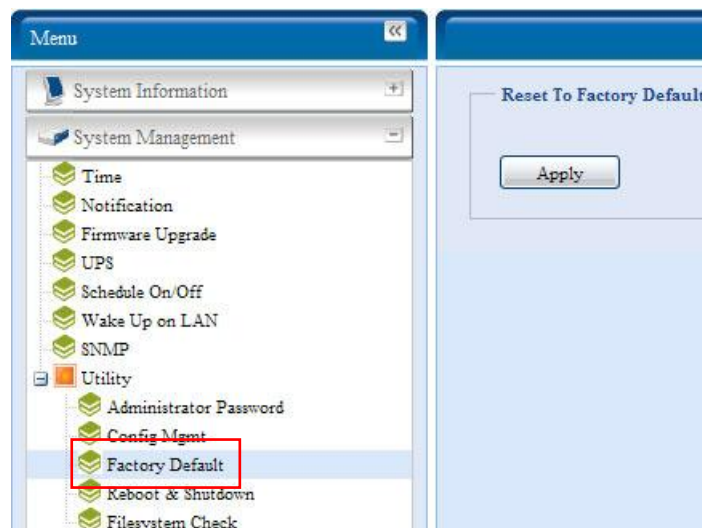 Menu
System Information
System Management
Time
Notification
Firmware Upgrade
UPS
Schedule On/Off
Wake Up on LAN
SNMP
Utility
Administrator Password
Config Mgmt
Factory Default
Reboot & Shutdown
Filesystem Check
Reset To Factory Default
Apply